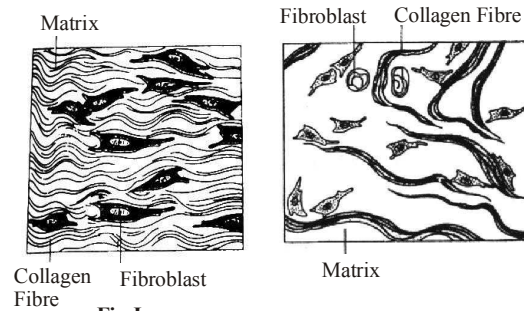 Matrix
Collagen
Fibre
Fibroblast
Fibroblast
Collagen Fibre
Matrix